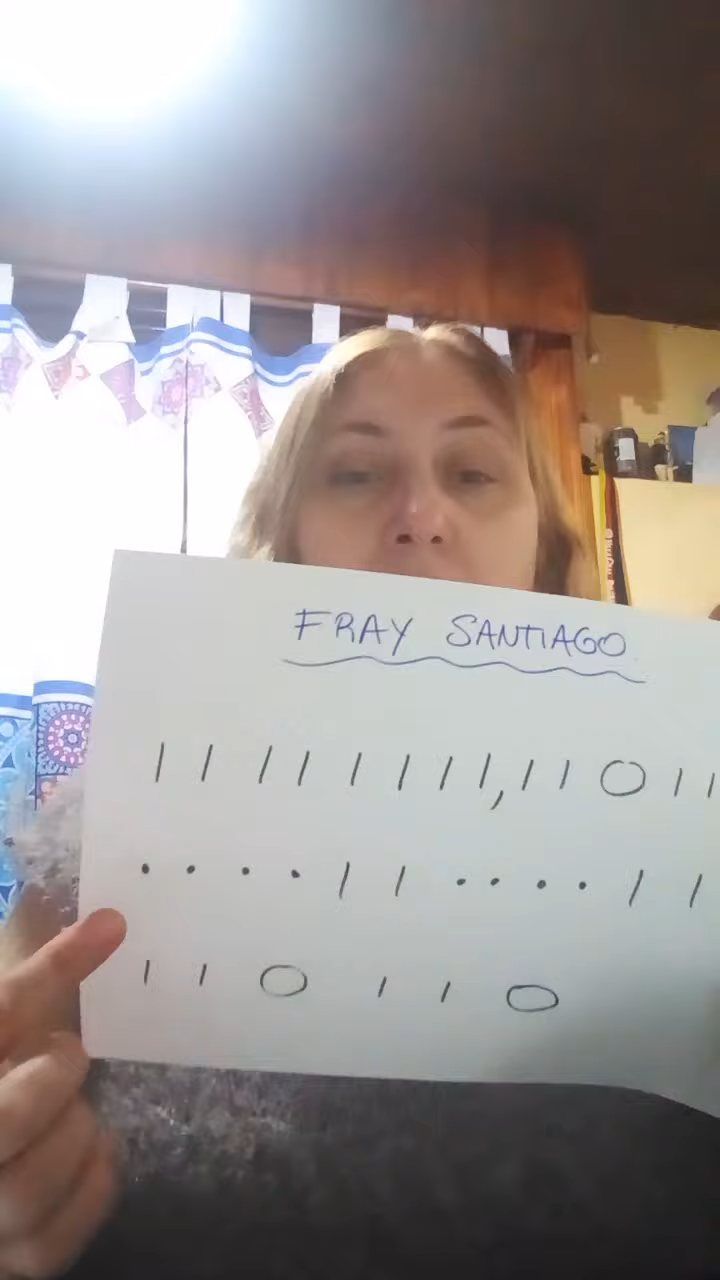 FRAY SANTIAGO
| | | | | | | |, | | O | |
• • • • | | • • • • | |
| | O | | O